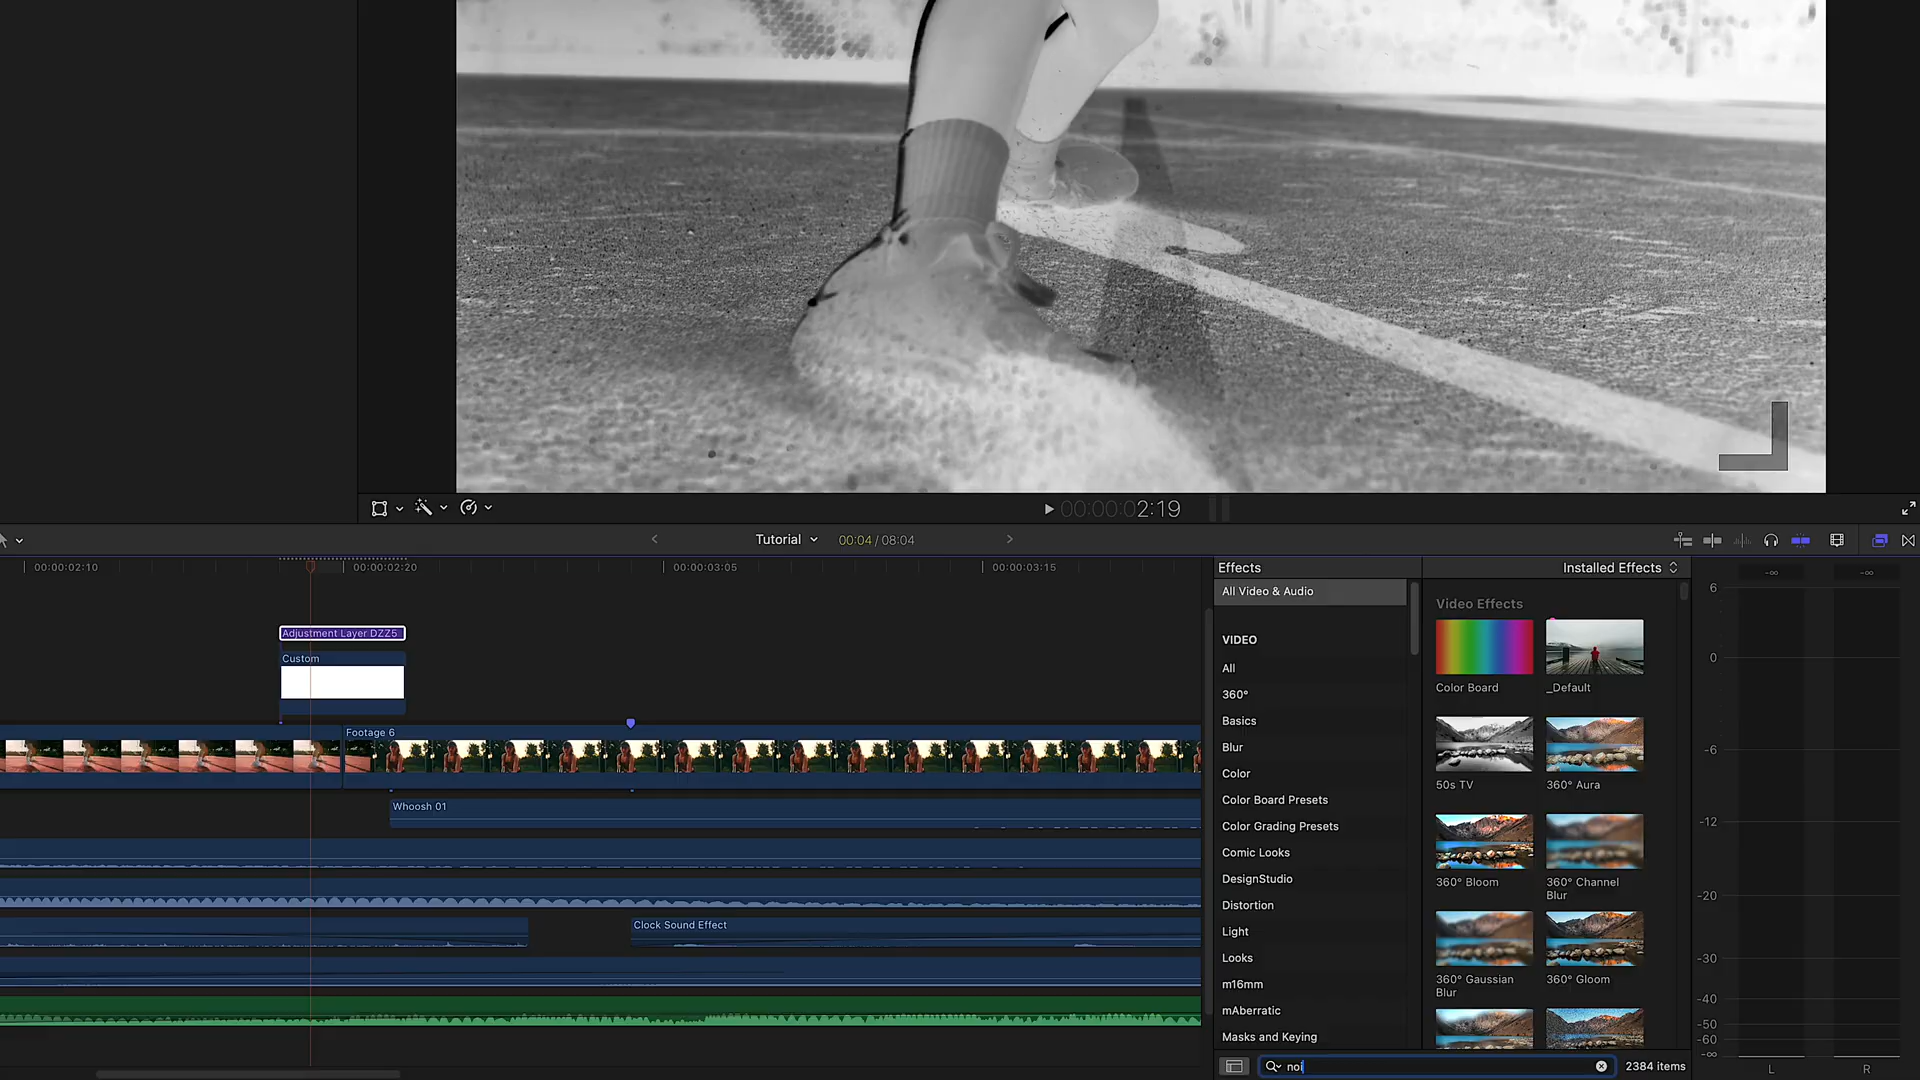 00:00:00:2:19
Tutorial
00:04 / 08:04
00:00:02:10
00:00:02:20
00:00:03:05
00:00:03:15
Adjustment Layer DZZ5
Custom
Footage 6
Whoosh 01
Clock Sound Effect
Effects
Installed Effects
All Video & Audio
VIDEO
All
360°
Basics
Blur
Color
Color Board Presets
Color Grading Presets
Comic Looks
DesignStudio
Distortion
Light
Looks
m16mm
mAberratic
Masks and Keying
Video Effects
Color Board
_Default
50s TV
360° Aura
360° Bloom
360° Channel
Blur
360° Gaussian
Blur
360° Gloom
noi
2384 items
-∞
-∞
6
0
-6
-12
-20
-30
-40
-50
-60
-∞
L
R